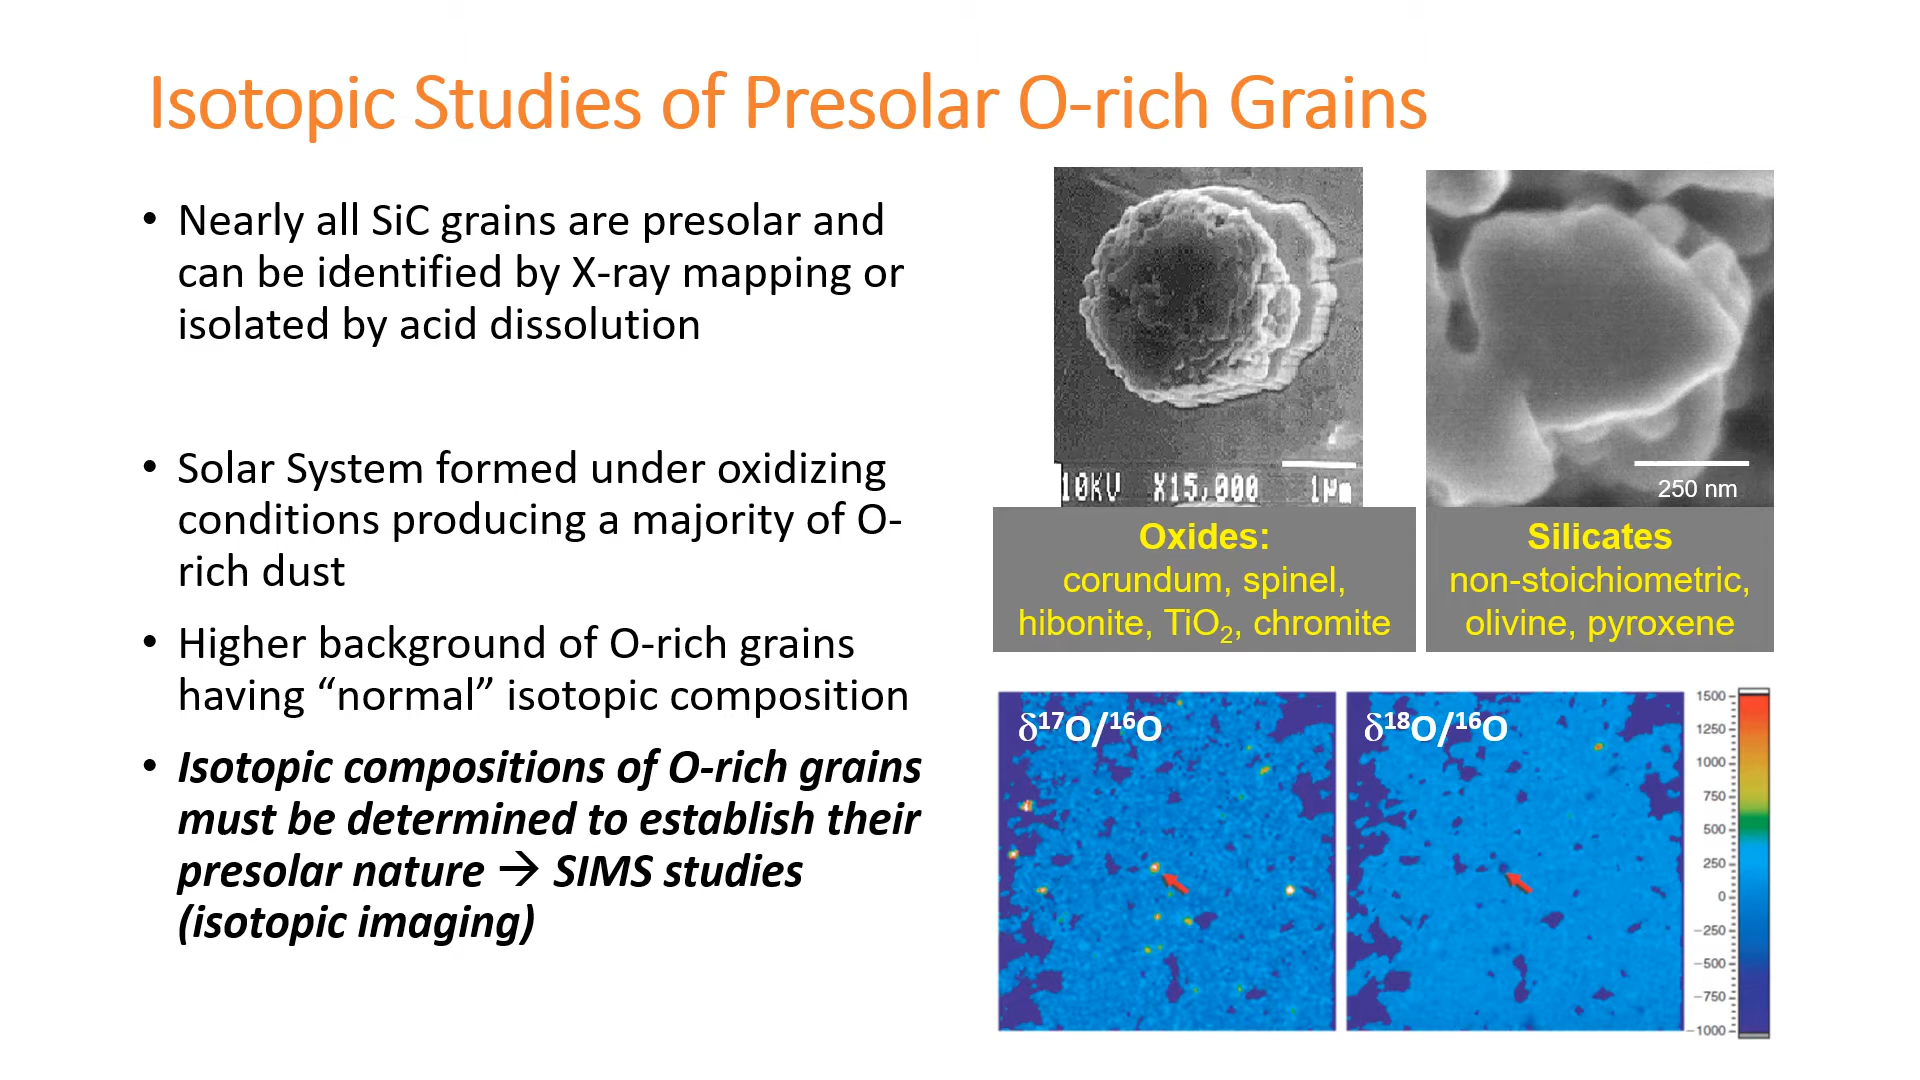 Isotopic Studies of Presolar O-rich Grains
• Nearly all SiC grains are presolar and
can be identified by X-ray mapping or
isolated by acid dissolution
• Solar System formed under oxidizing
conditions producing a majority of O-
rich dust
• Higher background of O-rich grains
having “normal” isotopic composition
• Isotopic compositions of O-rich grains
must be determined to establish their
presolar nature → SIMS studies
(isotopic imaging)
10KV X15,000 1µm
250 nm
Oxides:
corundum, spinel,
hibonite, TiO₂, chromite
Silicates
non-stoichiometric,
olivine, pyroxene
δ¹⁷O/¹⁶O
δ¹⁸O/¹⁶O
1500
1250
1000
750
500
250
0
−250
−500
−750
−1000